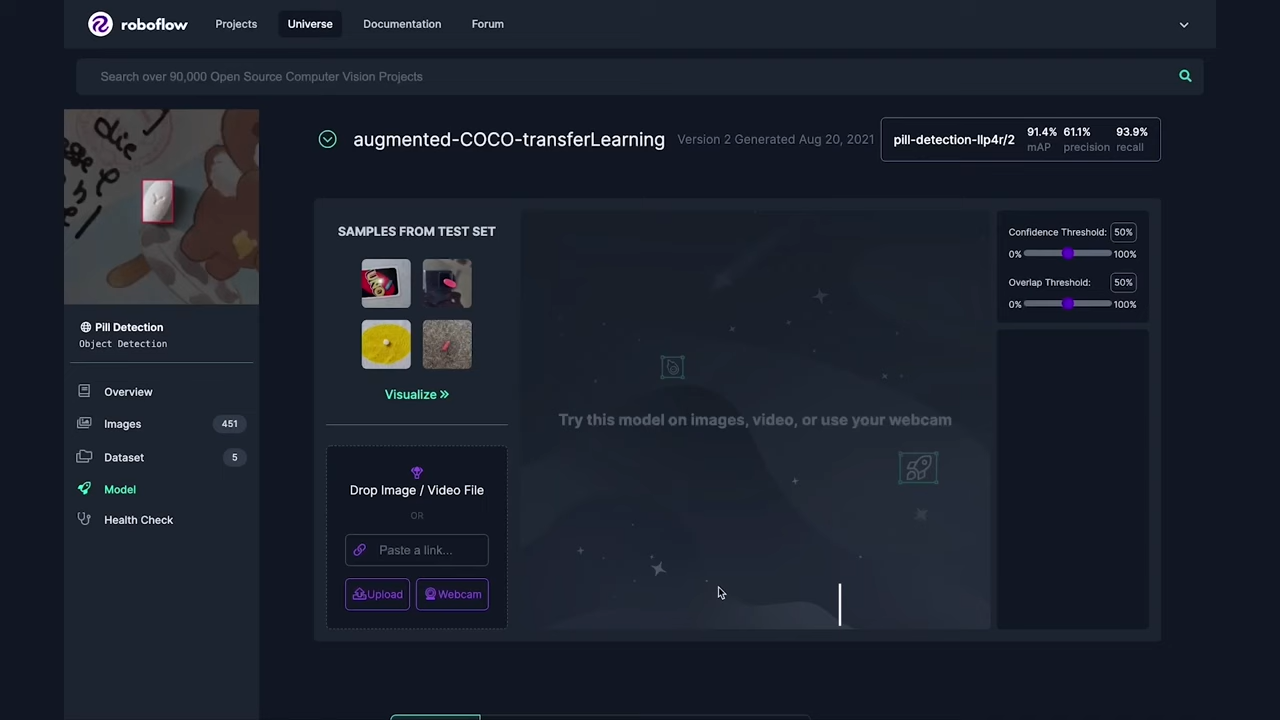 roboflow
Projects
Universe
Documentation
Forum
Search over 90,000 Open Source Computer Vision Projects
augmented-COCO-transferLearning
Version 2 Generated Aug 20, 2021
pill-detection-llp4r/2
91.4% 61.1% 93.9%
mAP precision recall
Pill Detection
Object Detection
Overview
Images 451
Dataset 5
Model
Health Check
SAMPLES FROM TEST SET
UNO
Visualize »
Drop Image / Video File
OR
Paste a link...
Upload
Webcam
Try this model on images, video, or use your webcam
Confidence Threshold: 50%
0% 100%
Overlap Threshold: 50%
0% 100%